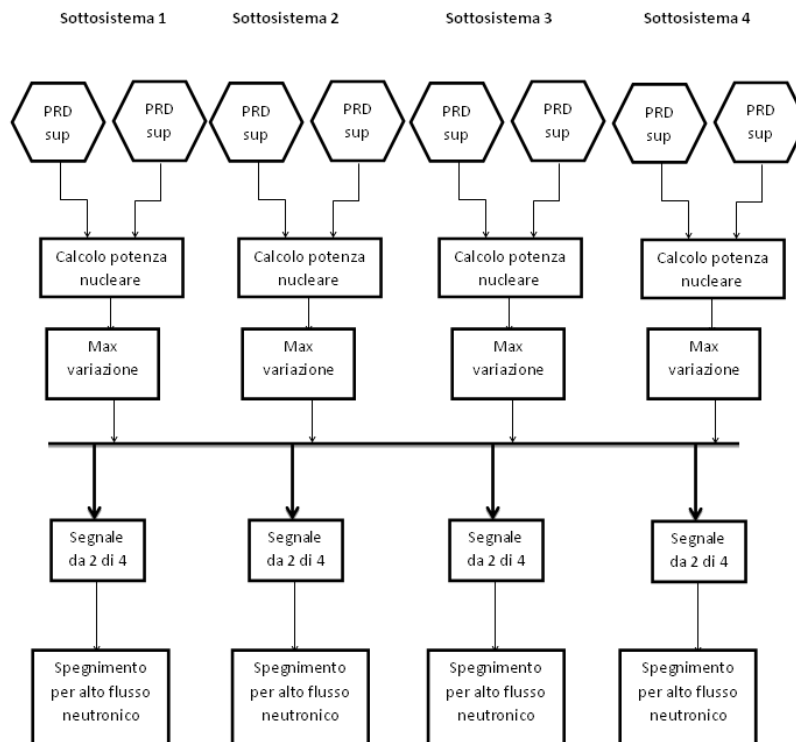 Sottosistema 1
Sottosistema 2
Sottosistema 3
Sottosistema 4
PRD
sup
PRD
sup
PRD
sup
PRD
sup
PRD
sup
PRD
sup
PRD
sup
PRD
sup
Calcolo potenza
nucleare
Calcolo potenza
nucleare
Calcolo potenza
nucleare
Calcolo potenza
nucleare
Max
variazione
Max
variazione
Max
variazione
Max
variazione
Segnale
da 2 di 4
Segnale
da 2 di 4
Segnale
da 2 di 4
Segnale
da 2 di 4
Spegnimento
per alto flusso
neutronico
Spegnimento
per alto flusso
neutronico
Spegnimento
per alto flusso
neutronico
Spegnimento
per alto flusso
neutronico